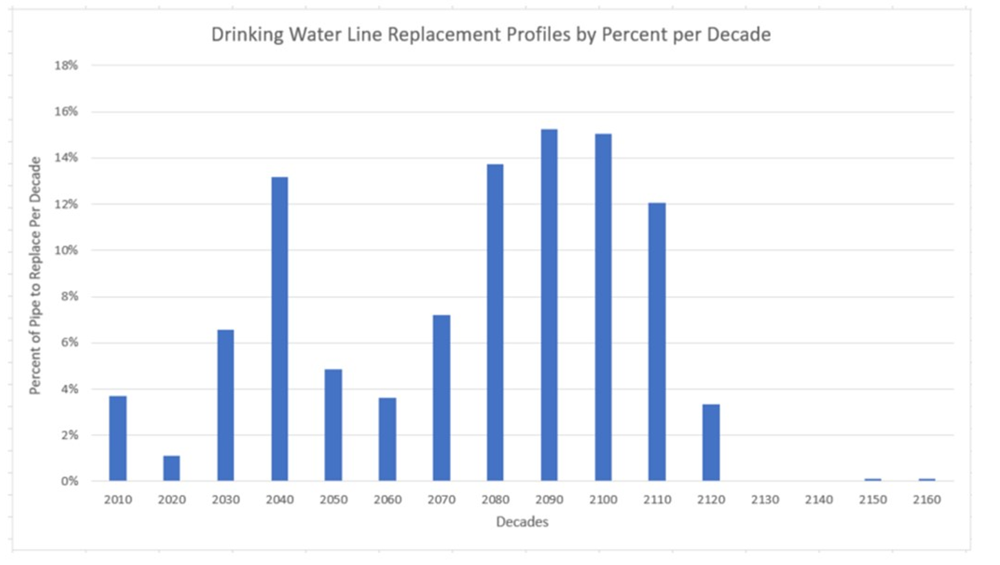 Drinking Water Line Replacement Profiles by Percent per Decade
18%
16%
14%
12%
10%
8%
6%
4%
2%
0%
Percent of Pipe to Replace Per Decade
2010 2020 2030 2040 2050 2060 2070 2080 2090 2100 2110 2120 2130 2140 2150 2160
Decades